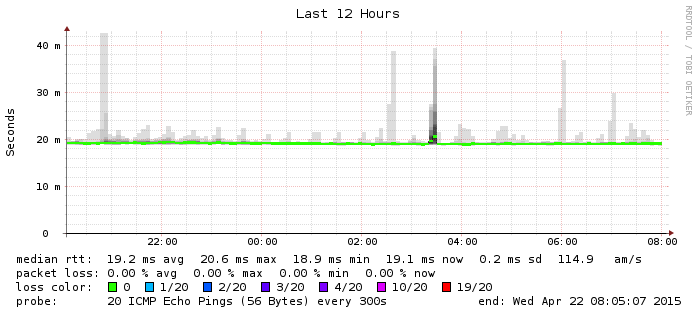 Last 12 Hours
RRDTOOL / TOBI OETIKER
Seconds
40 m
30 m
20 m
10 m
0
22:00 00:00 02:00 04:00 06:00 08:00
median rtt: 19.2 ms avg 20.6 ms max 18.9 ms min 19.1 ms now 0.2 ms sd 114.9 am/s
packet loss: 0.00 % avg 0.00 % max 0.00 % min 0.00 % now
loss color: 0 1/20 2/20 3/20 4/20 10/20 19/20
probe: 20 ICMP Echo Pings (56 Bytes) every 300s end: Wed Apr 22 08:05:07 2015